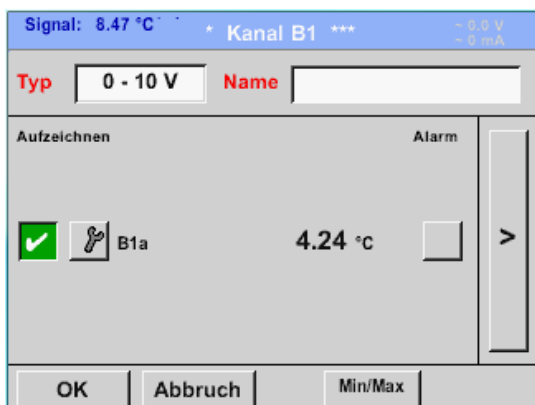 Signal: 8.47 °C
* Kanal B1 ***
~ 0.0 V
~ 0 mA
Typ
0 - 10 V
Name
Aufzeichnen
Alarm
B1a
4.24 °C
>
OK
Abbruch
Min/Max